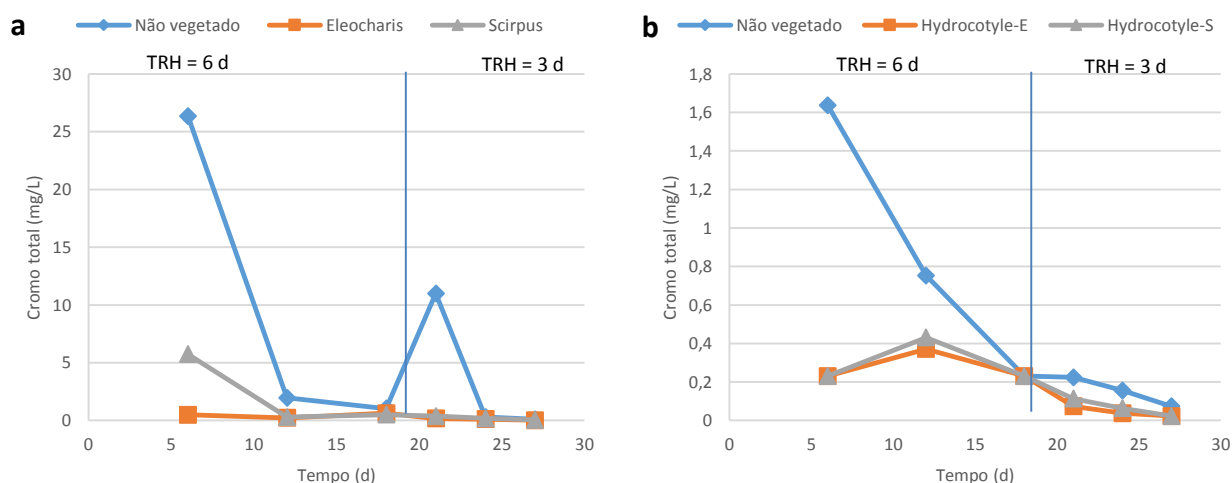 a
Não vegetado Eleocharis Scirpus
TRH = 6 d TRH = 3 d
Cromo total (mg/L)
30
25
20
15
10
5
0
0 5 10 15 20 25 30
Tempo (d)
b
Não vegetado Hydrocotyle-E Hydrocotyle-S
TRH = 6 d TRH = 3 d
Cromo total (mg/L)
1,8
1,6
1,4
1,2
1
0,8
0,6
0,4
0,2
0
0 5 10 15 20 25 30
Tempo (d)